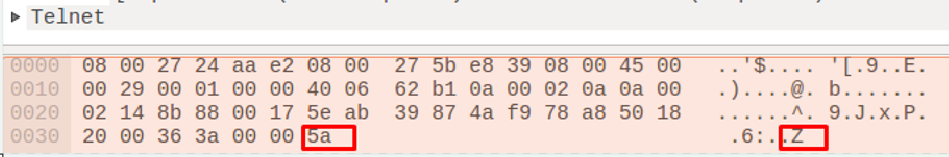 Telnet
0000 08 00 27 24 aa e2 08 00 27 5b e8 39 08 00 45 00 ..'$.... '[.9..E.
0010 00 29 00 01 00 00 40 06 62 b1 0a 00 02 0a 0a 00 .)....@. b.......
0020 02 14 8b 88 00 17 5e ab 39 87 4a f9 78 a8 50 18 ......^. 9.J.x.P.
0030 20 00 36 3a 00 00 5a .6:..Z